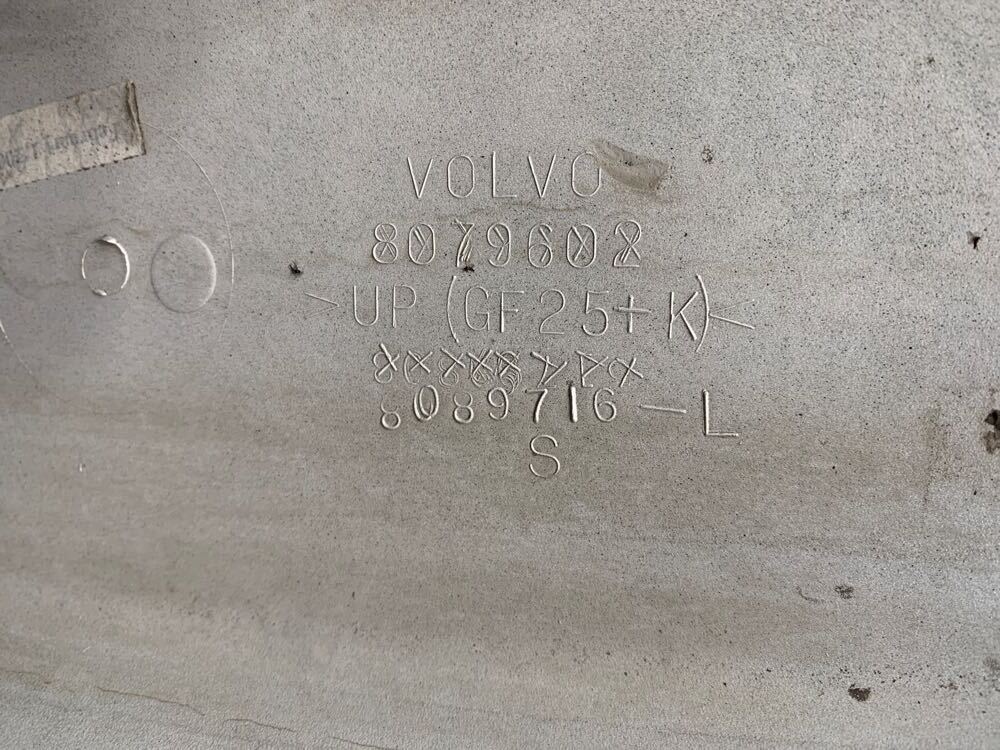 VOLVO
8079602
>UP (GF25+K)<
8089716-L
S